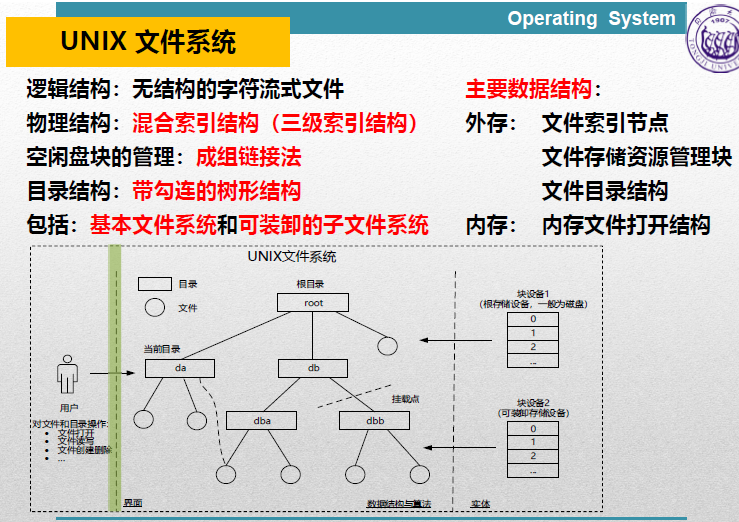 Operating System
UNIX 文件系统
1907
逻辑结构：无结构的字符流式文件
物理结构：混合索引结构（三级索引结构）
空闲盘块的管理：成组链接法
目录结构：带勾连的树形结构
包括：基本文件系统和可装卸的子文件系统
主要数据结构：
外存： 文件索引节点
文件存储资源管理块
文件目录结构
内存： 内存文件打开结构
UNIX文件系统
目录
文件
根目录
root
当前目录
da
db
dba
dbb
挂载点
用户
对文件和目录操作:
• 文件打开
• 文件读写
• 文件创建删除
• ...
块设备1
（根存储设备，一般为磁盘）
0
1
2
...
块设备2
（可装卸存储设备）
0
1
2
...
界面
数据结构与算法
实体